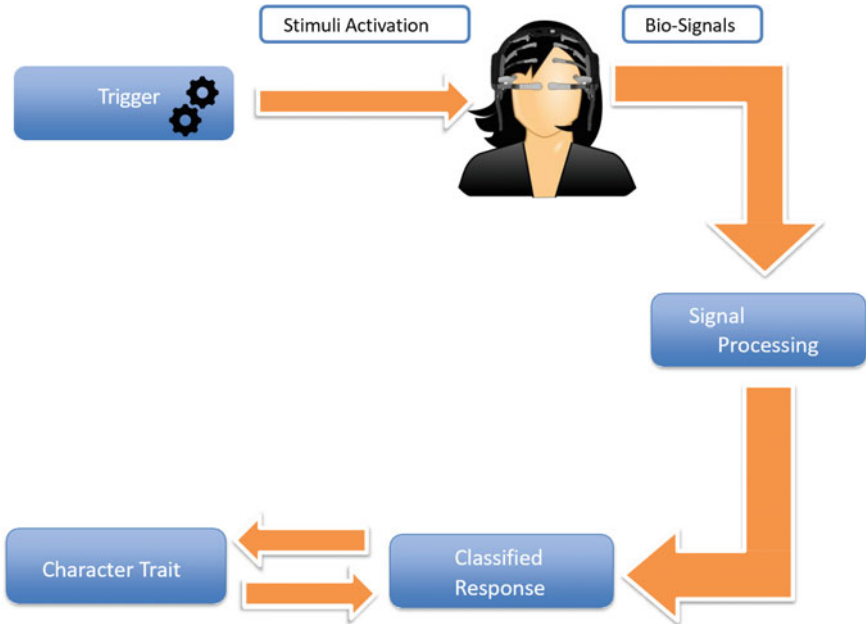 Stimuli Activation
Bio-Signals
Trigger
Signal
Processing
Character Trait
Classified
Response